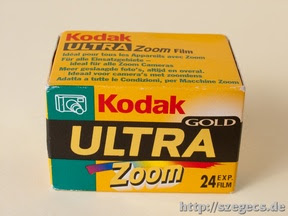 Kodak
ULTRA Zoom Film
Idéal pour tous les Appareils avec Zoom
Für alle Einsatzgebiete –
ideal für alle Zoom Cameras
Meer geslaagde foto's, altijd en overal.
Ideaal voor camera's met zoomlens.
Adatta a tutte le Condizioni, per Macchine Zoom
Kodak
GOLD
ULTRA
Zoom
24 EXP.
FILM
http://szegecs.de